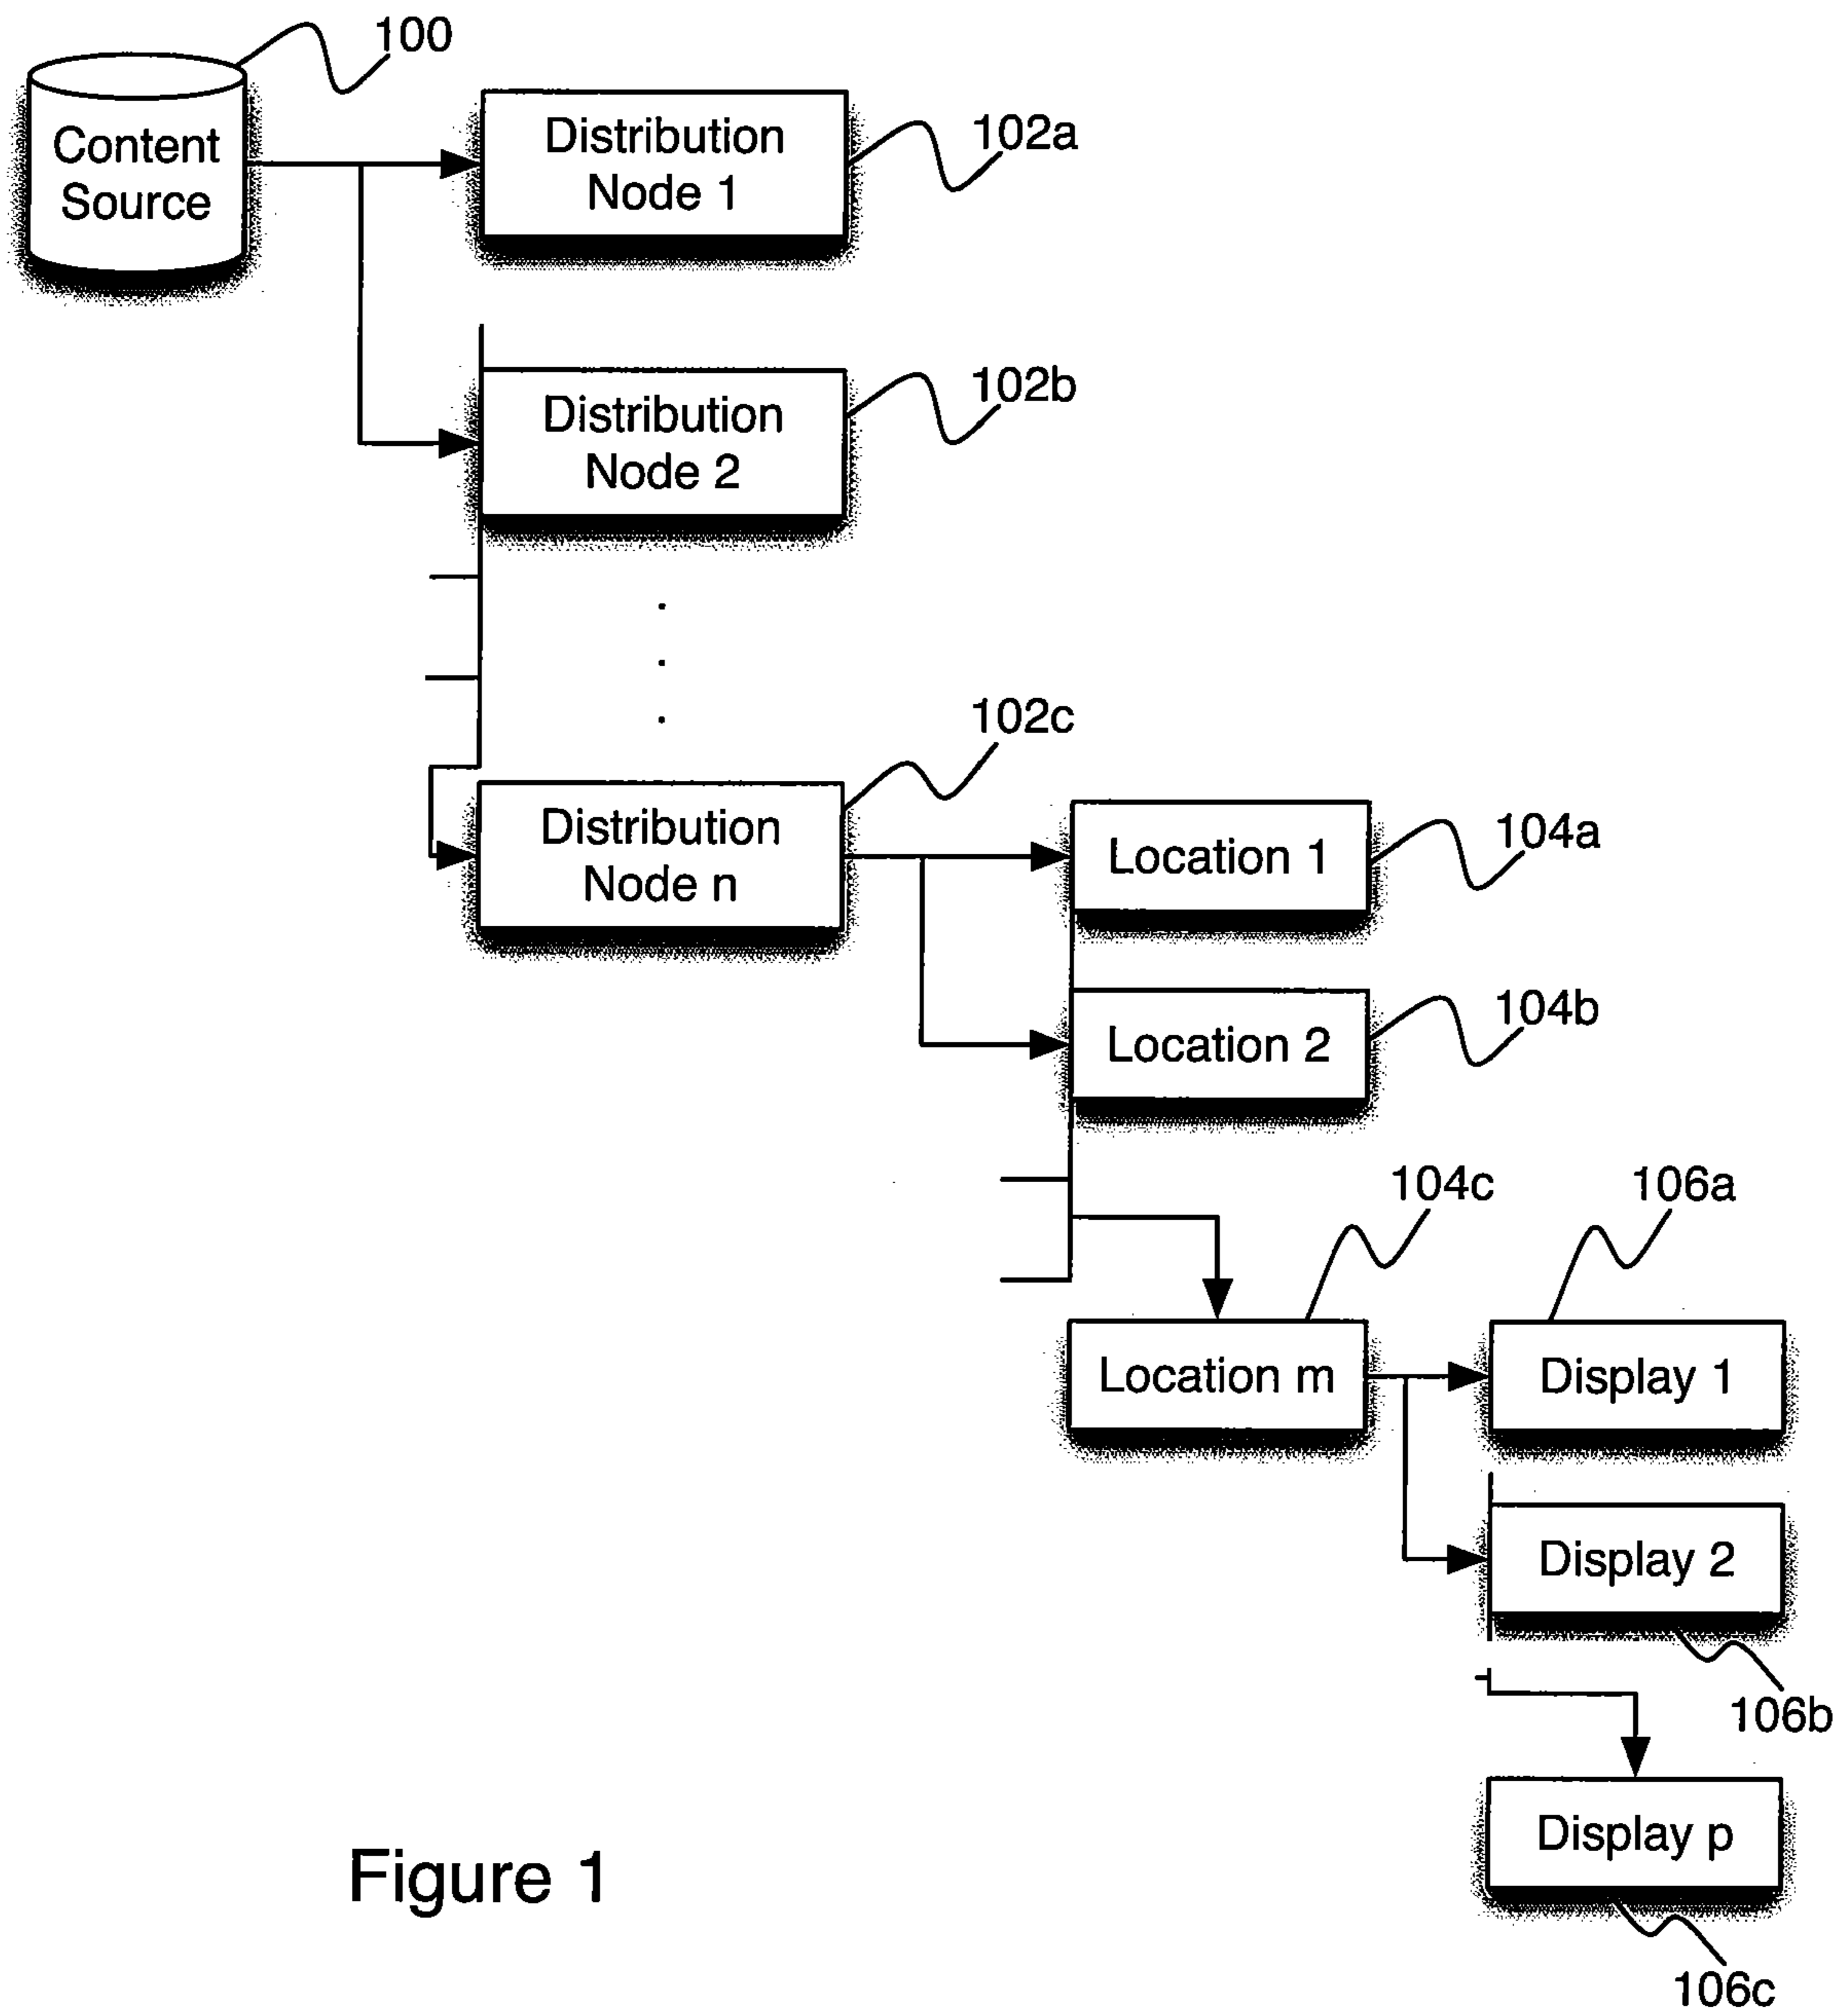 100
Content
Source
Distribution
Node 1
102a
Distribution
Node 2
102b
.
.
.
102c
Distribution
Node n
Location 1
104a
Location 2
104b
104c
106a
Location m
Display 1
Display 2
106b
Display p
106c
Figure 1